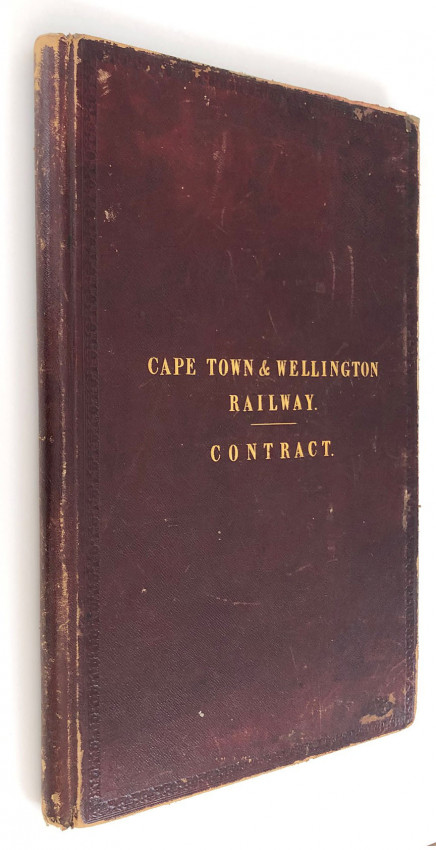 CAPE TOWN & WELLINGTON
RAILWAY.
CONTRACT.